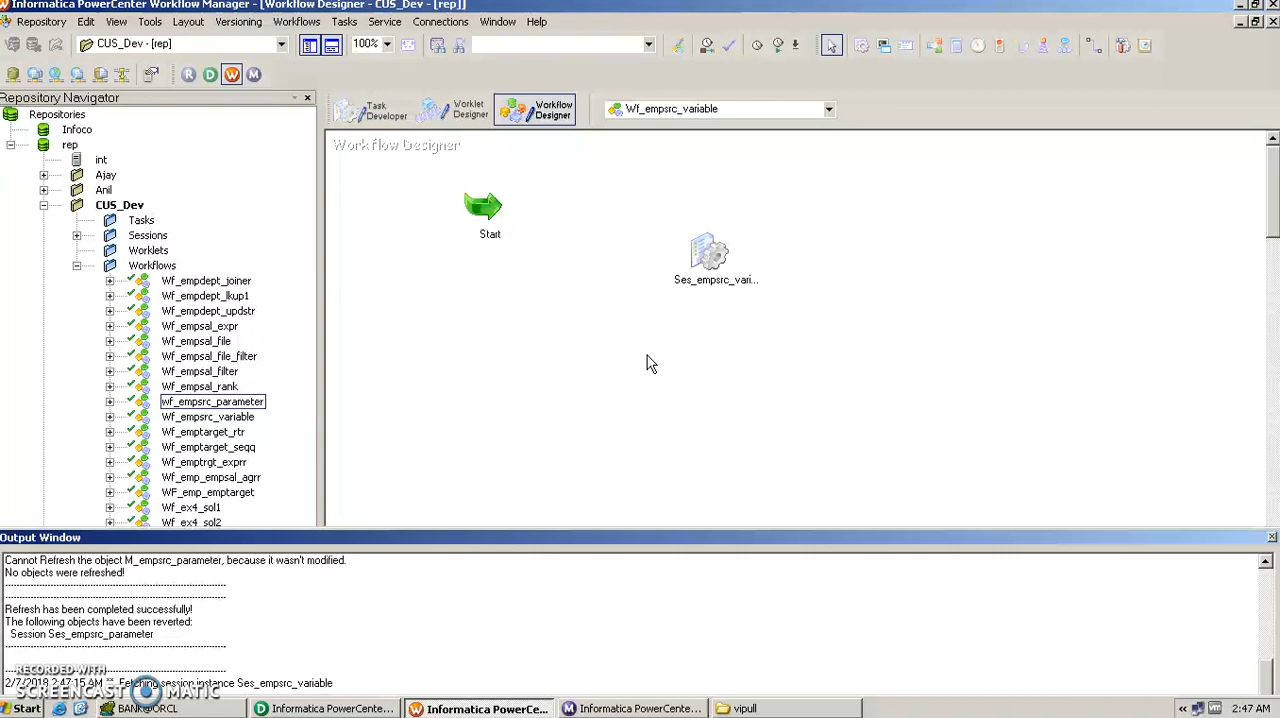 Informatica PowerCenter Workflow Manager - [Workflow Designer - CUS_Dev - [rep]]
Repository Edit View Tools Layout Versioning Workflows Tasks Service Connections Window Help
CUS_Dev - [rep] 100%
R D W M
Repository Navigator
Task Developer
Worklet Designer
Workflow Designer
Wf_empsrc_variable
Repositories
Infoco
rep
int
Ajay
Anil
CUS_Dev
Tasks
Sessions
Worklets
Workflows
Wf_empdept_joiner
Wf_empdept_lkup1
Wf_empdept_updstr
Wf_empsal_expr
Wf_empsal_file
Wf_empsal_file_filter
Wf_empsal_filter
Wf_empsal_rank
wf_empsrc_parameter
Wf_empsrc_variable
Wf_emptarget_rtr
Wf_emptarget_seqq
Wf_emptrgt_exprr
Wf_emp_empsal_agrr
WF_emp_emptarget
Wf_ex4_sol1
Wf_ex4_sol2
Workflow Designer
Start
Ses_empsrc_vari...
Output Window
Cannot Refresh the object M_empsrc_parameter, because it wasn't modified.
No objects were refreshed!
Refresh has been completed successfully!
The following objects have been reverted:
Session Ses_empsrc_parameter
2/7/2018 2:47:15 AM ** Fetching session instance Ses_empsrc_variable
RECORDED WITH
SCREENCAST MATIC
Start BANK@ORCL Informatica PowerCente... Informatica PowerCe... Informatica PowerCente... vipull 2:47 AM